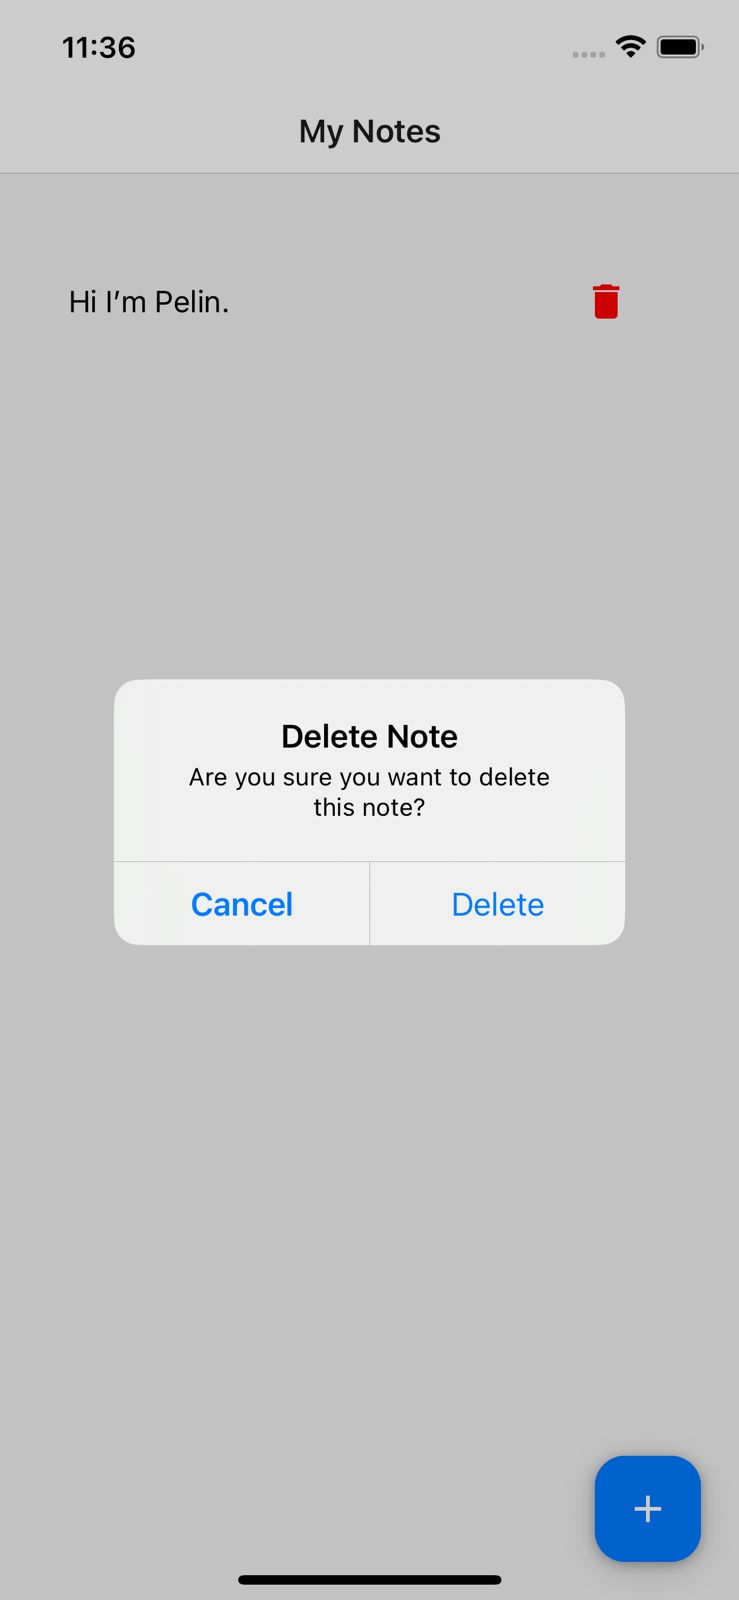 11:36
My Notes
Hi I’m Pelin.
Delete Note
Are you sure you want to delete
this note?
Cancel
Delete
+